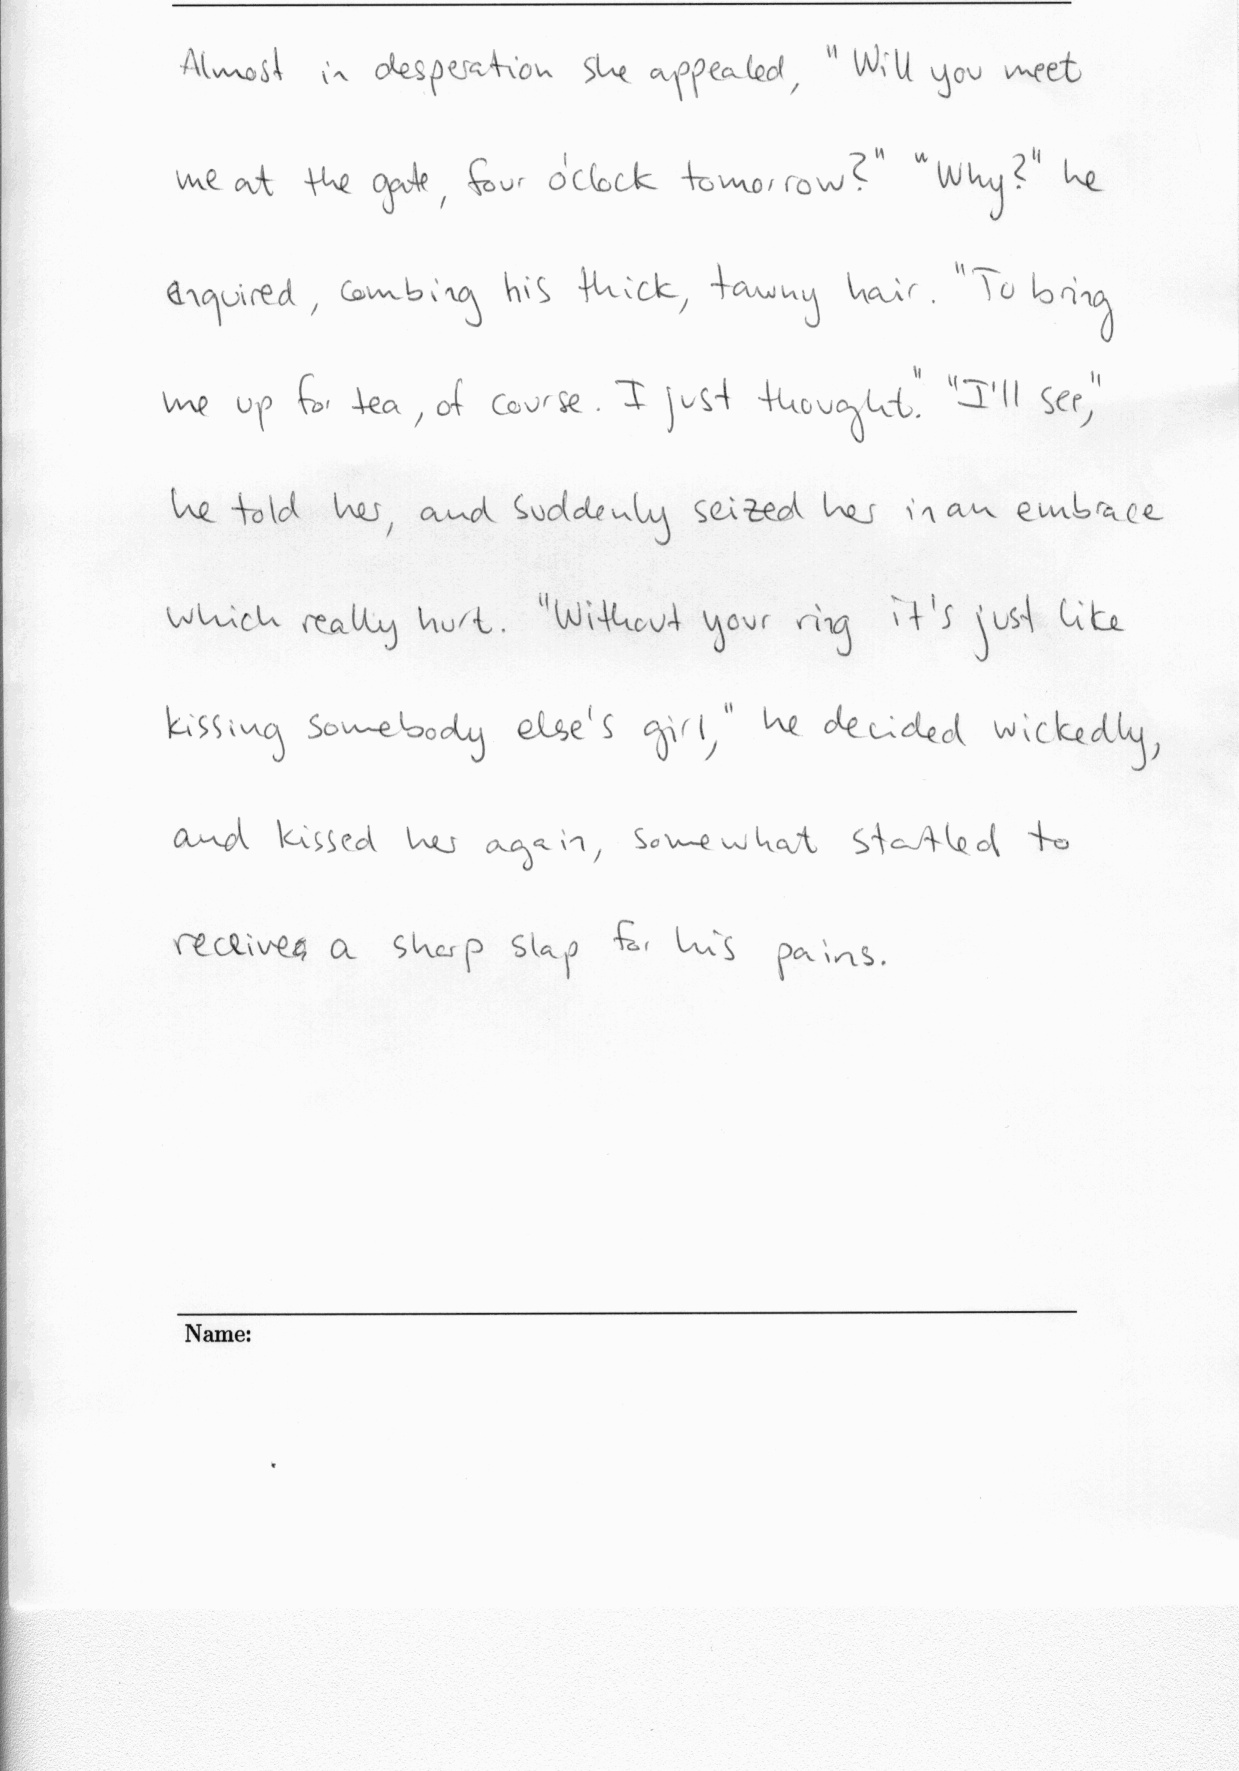 Almost in desperation she appealed, "Will you meet
me at the gate, four o'clock tomorrow?" "Why?" he
enquired, combing his thick, tawny hair. "To bring
me up for tea, of course. I just thought." "I'll see,"
he told her, and suddenly seized her in an embrace
which really hurt. "Without your ring it's just like
kissing somebody else's girl," he decided wickedly,
and kissed her again, somewhat startled to
receive a sharp slap for his pains.
Name: